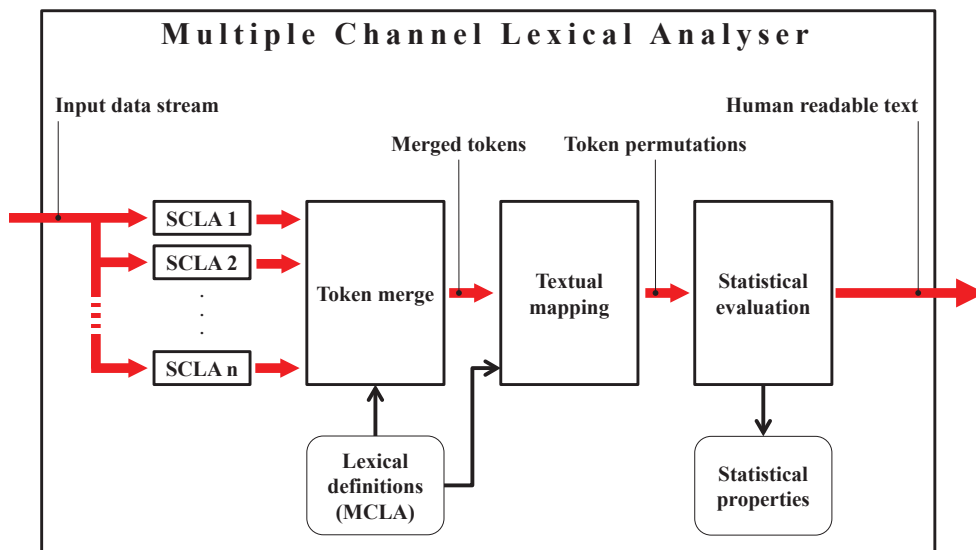 Multiple Channel Lexical Analyser
Input data stream
Human readable text
Merged tokens
Token permutations
SCLA 1
SCLA 2
.
.
.
SCLA n
Token merge
Textual
mapping
Statistical
evaluation
Lexical
definitions
(MCLA)
Statistical
properties